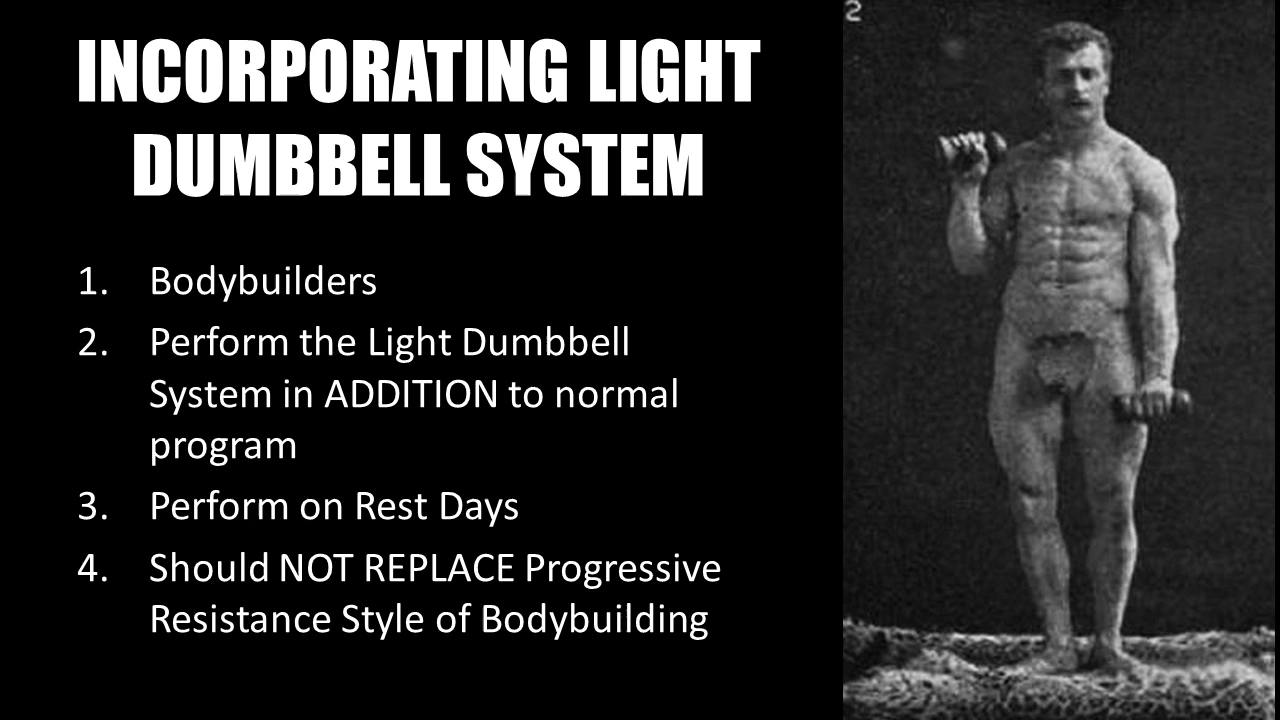 INCORPORATING LIGHT
DUMBBELL SYSTEM
1. Bodybuilders
2. Perform the Light Dumbbell
System in ADDITION to normal
program
3. Perform on Rest Days
4. Should NOT REPLACE Progressive
Resistance Style of Bodybuilding
2